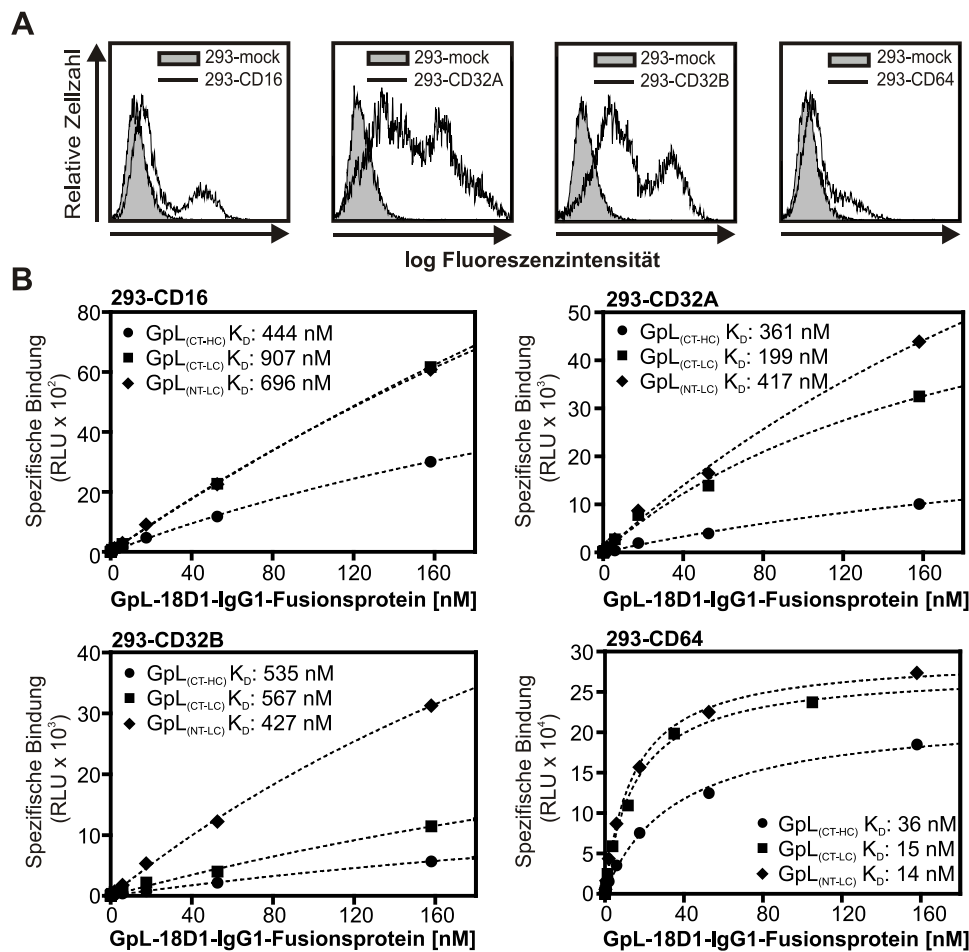 A
Relative Zellzahl
293-mock
293-CD16
293-mock
293-CD32A
293-mock
293-CD32B
293-mock
293-CD64
log Fluoreszenzintensität
B
293-CD16
Spezifische Bindung
(RLU x 10²)
GpL(CT-HC) KD: 444 nM
GpL(CT-LC) KD: 907 nM
GpL(NT-LC) KD: 696 nM
80
60
40
20
0
0 40 80 120 160
GpL-18D1-IgG1-Fusionsprotein [nM]
293-CD32A
Spezifische Bindung
(RLU x 10³)
GpL(CT-HC) KD: 361 nM
GpL(CT-LC) KD: 199 nM
GpL(NT-LC) KD: 417 nM
50
40
30
20
10
0
0 40 80 120 160
GpL-18D1-IgG1-Fusionsprotein [nM]
293-CD32B
Spezifische Bindung
(RLU x 10³)
GpL(CT-HC) KD: 535 nM
GpL(CT-LC) KD: 567 nM
GpL(NT-LC) KD: 427 nM
40
30
20
10
0
0 40 80 120 160
GpL-18D1-IgG1-Fusionsprotein [nM]
293-CD64
Spezifische Bindung
(RLU x 10⁴)
30
25
20
15
10
5
0
GpL(CT-HC) KD: 36 nM
GpL(CT-LC) KD: 15 nM
GpL(NT-LC) KD: 14 nM
0 40 80 120 160
GpL-18D1-IgG1-Fusionsprotein [nM]